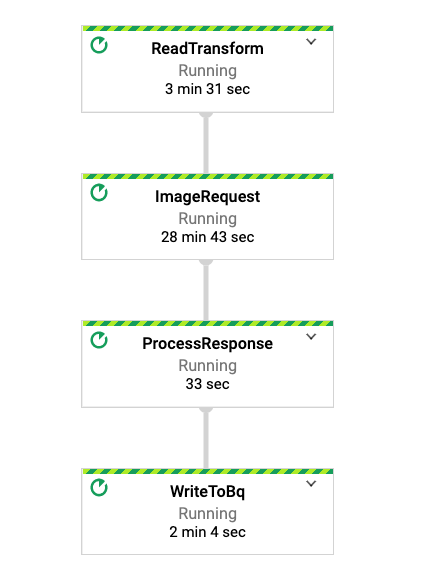 ReadTransform
Running
3 min 31 sec
ImageRequest
Running
28 min 43 sec
ProcessResponse
Running
33 sec
WriteToBq
Running
2 min 4 sec